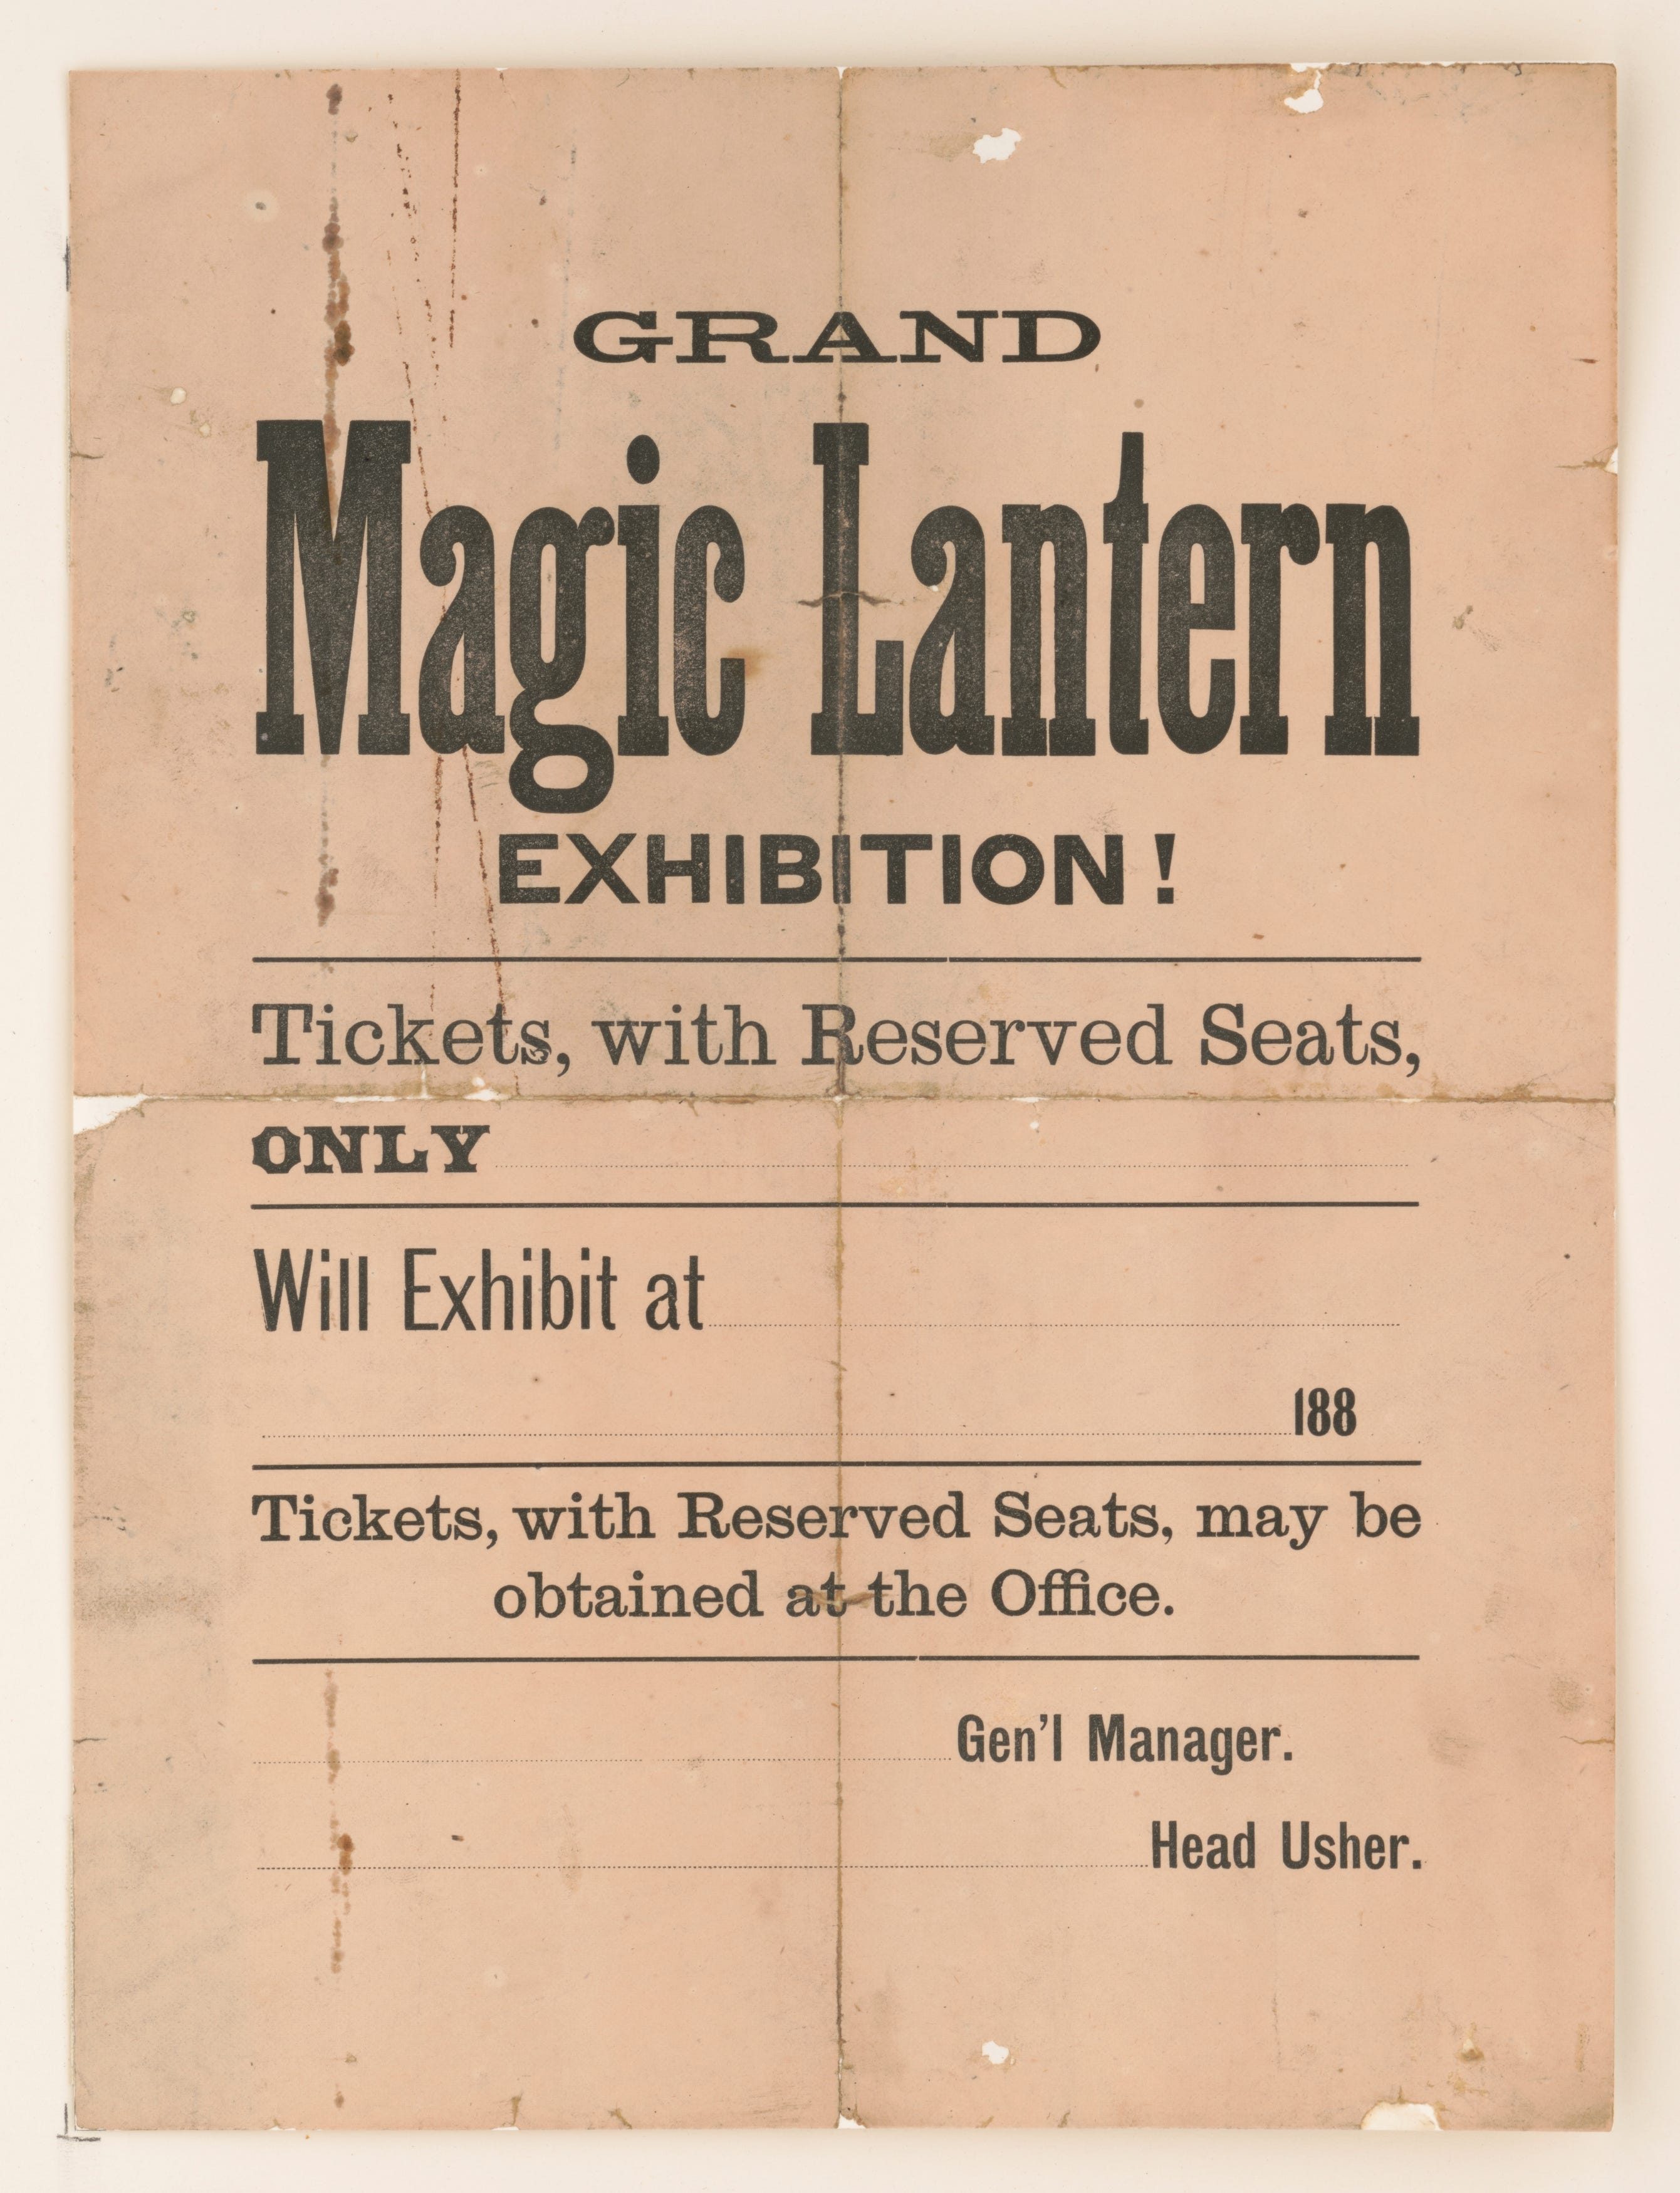 GRAND
Magic Lantern
EXHIBITION!
Tickets, with Reserved Seats,
ONLY
Will Exhibit at
188
Tickets, with Reserved Seats, may be
obtained at the Office.
Gen'l Manager.
Head Usher.